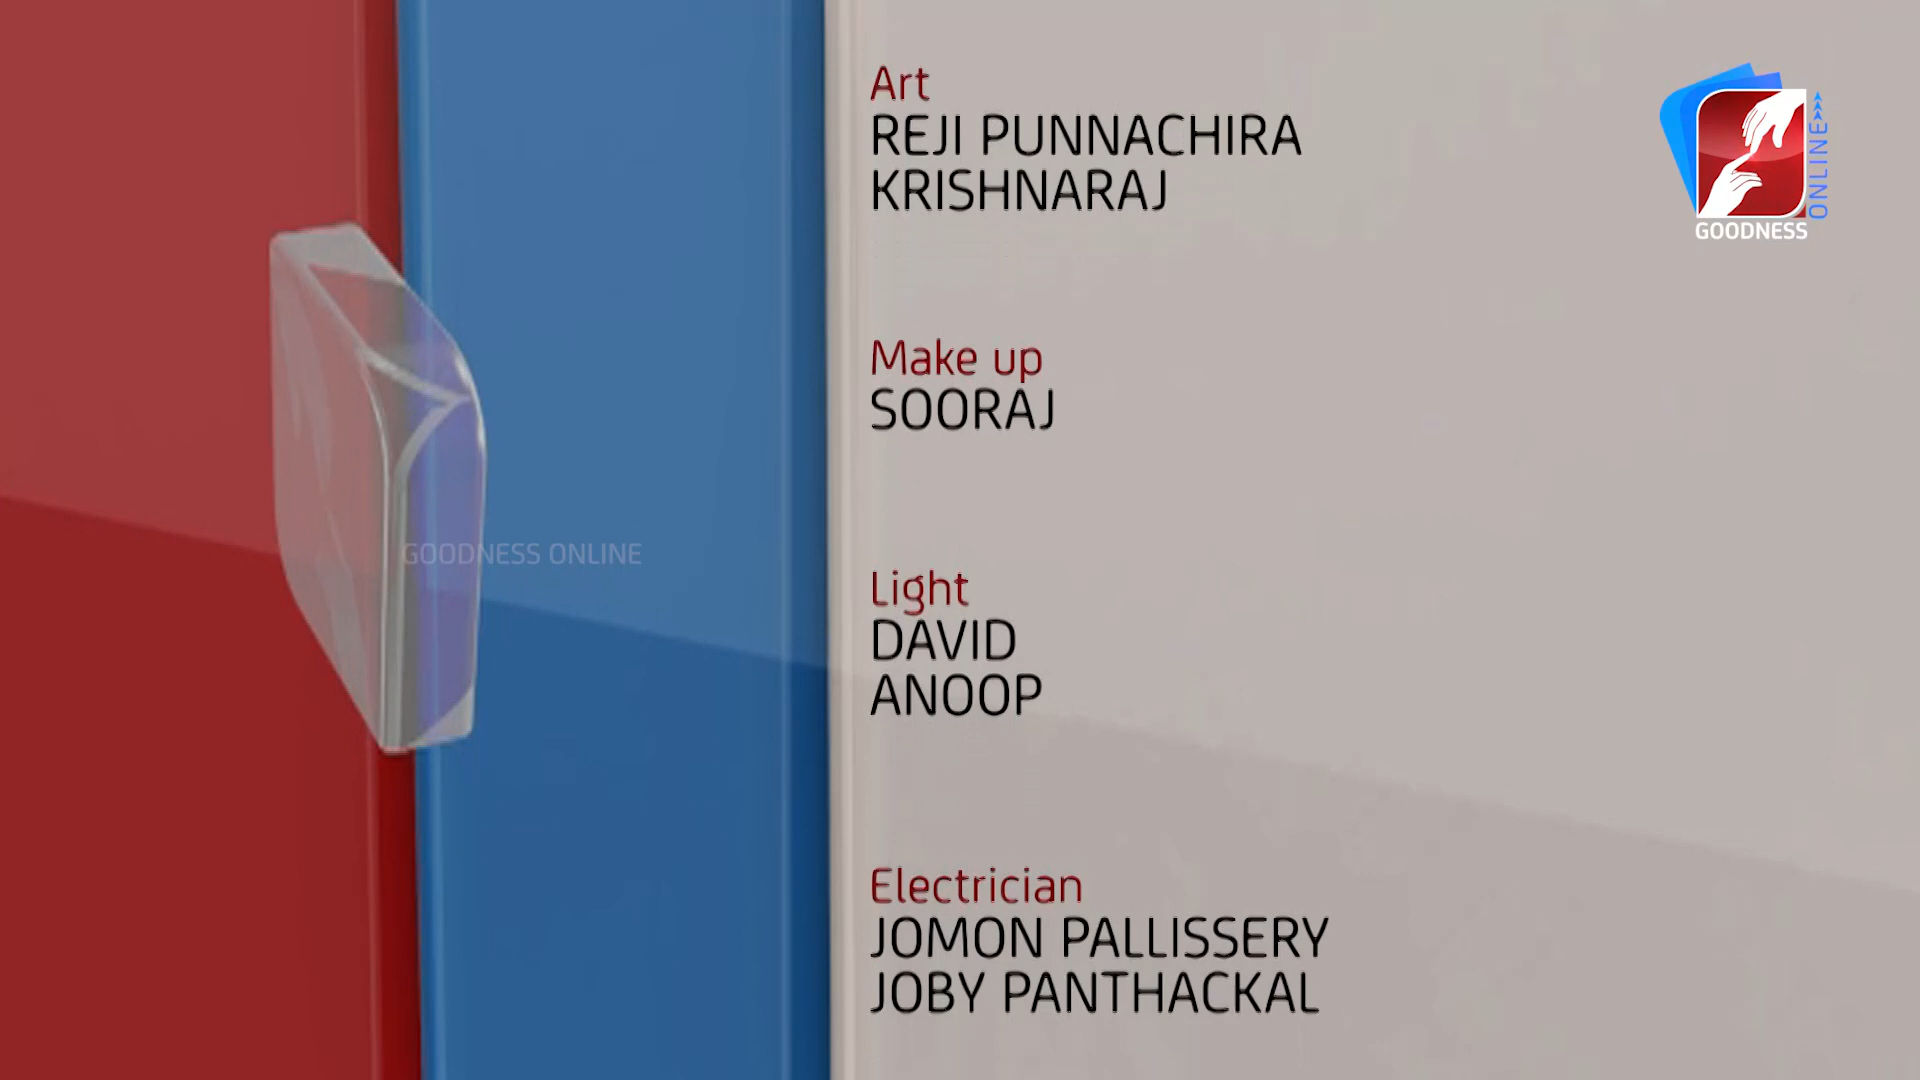 Art
REJI PUNNACHIRA
KRISHNARAJ
Make up
SOORAJ
Light
DAVID
ANOOP
Electrician
JOMON PALLISSERY
JOBY PANTHACKAL
GOODNESS ONLINE
ONLINE
GOODNESS